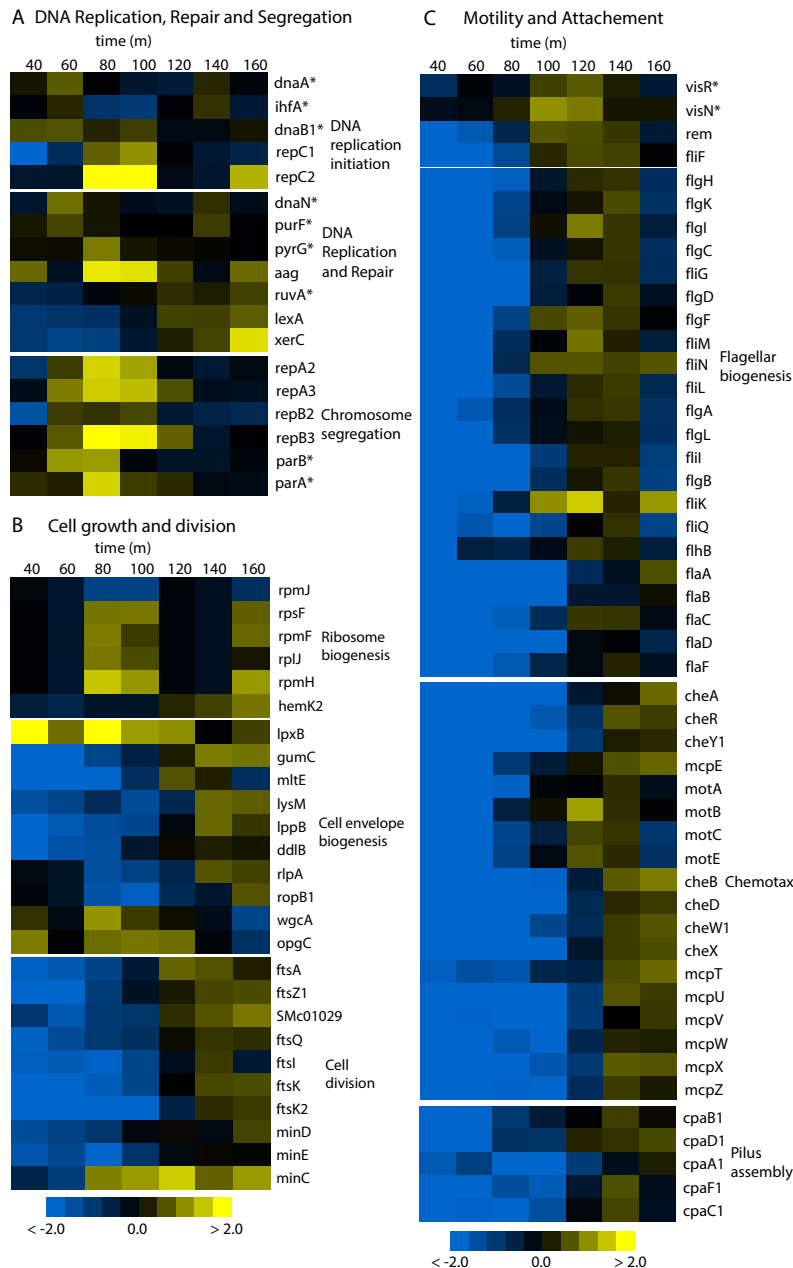 A DNA Replication, Repair and Segregation
time (m)
40 60 80 100 120 140 160
dnaA*
ihfA*
dnaB1*
repC1
repC2
DNA
replication
initiation
dnaN*
purF*
pyrG*
aag
ruvA*
lexA
xerC
DNA
Replication
and Repair
repA2
repA3
repB2
repB3
parB*
parA*
Chromosome
segregation
B Cell growth and division
time (m)
40 60 80 100 120 140 160
rpmJ
rpsF
rpmF
rplJ
rpmH
hemK2
Ribosome
biogenesis
lpxB
gumC
mltE
lysM
lppB
ddlB
rlpA
ropB1
wgcA
opgC
Cell envelope
biogenesis
ftsA
ftsZ1
SMc01029
ftsQ
ftsI
ftsK
ftsK2
minD
minE
minC
Cell
division
< -2.0 0.0 > 2.0
C Motility and Attachement
time (m)
40 60 80 100 120 140 160
visR*
visN*
rem
fliF
flgH
flgK
flgI
flgC
fliG
flgD
flgF
fliM
fliN
fliL
flgA
flgL
fliI
flgB
fliK
fliQ
flhB
flaA
flaB
flaC
flaD
flaF
Flagellar
biogenesis
cheA
cheR
cheY1
mcpE
motA
motB
motC
motE
cheB
cheD
cheW1
cheX
mcpT
mcpU
mcpV
mcpW
mcpX
mcpZ
Chemotax
cpaB1
cpaD1
cpaA1
cpaF1
cpaC1
Pilus
assembly
< -2.0 0.0 > 2.0